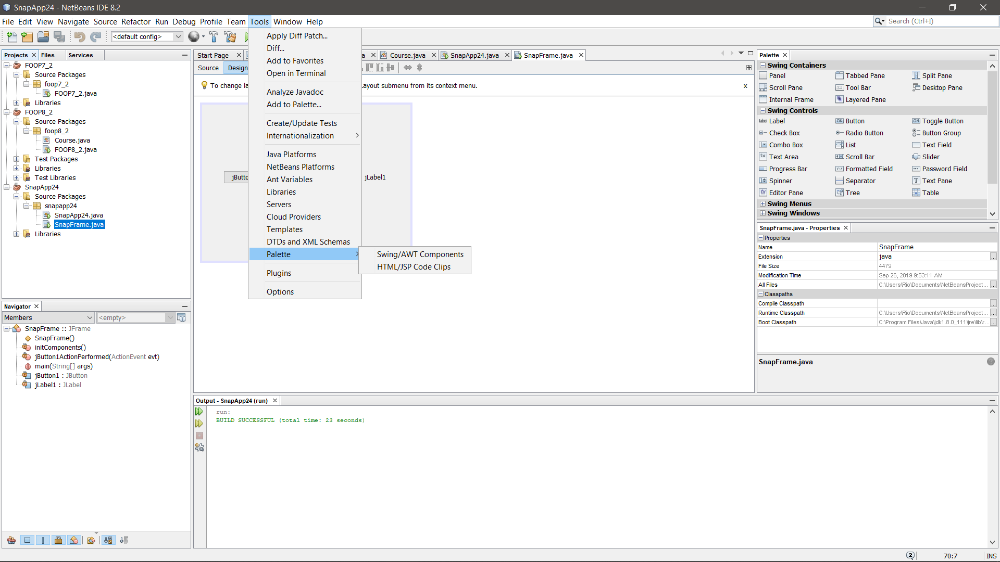 SnapApp24 - NetBeans IDE 8.2
File Edit View Navigate Source Refactor Run Debug Profile Team Tools Window Help
Search (Ctrl+I)
<default config>
Projects Files Services
FOOP7_2
Source Packages
foop7_2
FOOP7_2.java
Libraries
FOOP8_2
Source Packages
foop8_2
Course.java
FOOP8_2.java
Test Packages
Libraries
Test Libraries
SnapApp24
Source Packages
snapapp24
SnapApp24.java
SnapFrame.java
Libraries
Navigator
Members <empty>
SnapFrame :: JFrame
SnapFrame()
initComponents()
jButton1ActionPerformed(ActionEvent evt)
main(String[] args)
jButton1 : JButton
jLabel1 : JLabel
Start Page a Course.java SnapApp24.java SnapFrame.java
Source Design
To change la ayout submenu from its context menu. x
jButto
jLabel1
Apply Diff Patch...
Diff...
Add to Favorites
Open in Terminal
Analyze Javadoc
Add to Palette...
Create/Update Tests
Internationalization
Java Platforms
NetBeans Platforms
Ant Variables
Libraries
Servers
Cloud Providers
Templates
DTDs and XML Schemas
Palette
Plugins
Options
Swing/AWT Components
HTML/JSP Code Clips
Output - SnapApp24 (run)
run:
BUILD SUCCESSFUL (total time: 23 seconds)
Palette
Swing Containers
Panel Tabbed Pane Split Pane
Scroll Pane Tool Bar Desktop Pane
Internal Frame Layered Pane
Swing Controls
label Label OK Button ON Toggle Button
Check Box Radio Button Button Group
Combo Box List Text Field
Text Area Scroll Bar Slider
Progress Bar Formatted Field Password Field
Spinner Separator Text Pane
Editor Pane Tree Table
Swing Menus
Swing Windows
SnapFrame.java - Properties
Properties
Name SnapFrame
Extension java ...
File Size 4479
Modification Time Sep 26, 2019 9:53:11 AM
All Files C:\Users\Rio\Documents\NetBeansProject... ...
Classpaths
Compile Classpath ...
Runtime Classpath C:\Users\Rio\Documents\NetBeansProject... ...
Boot Classpath C:\Program Files\Java\jdk1.8.0_111\jre\lib\r... ...
SnapFrame.java ?
2 70:7 INS